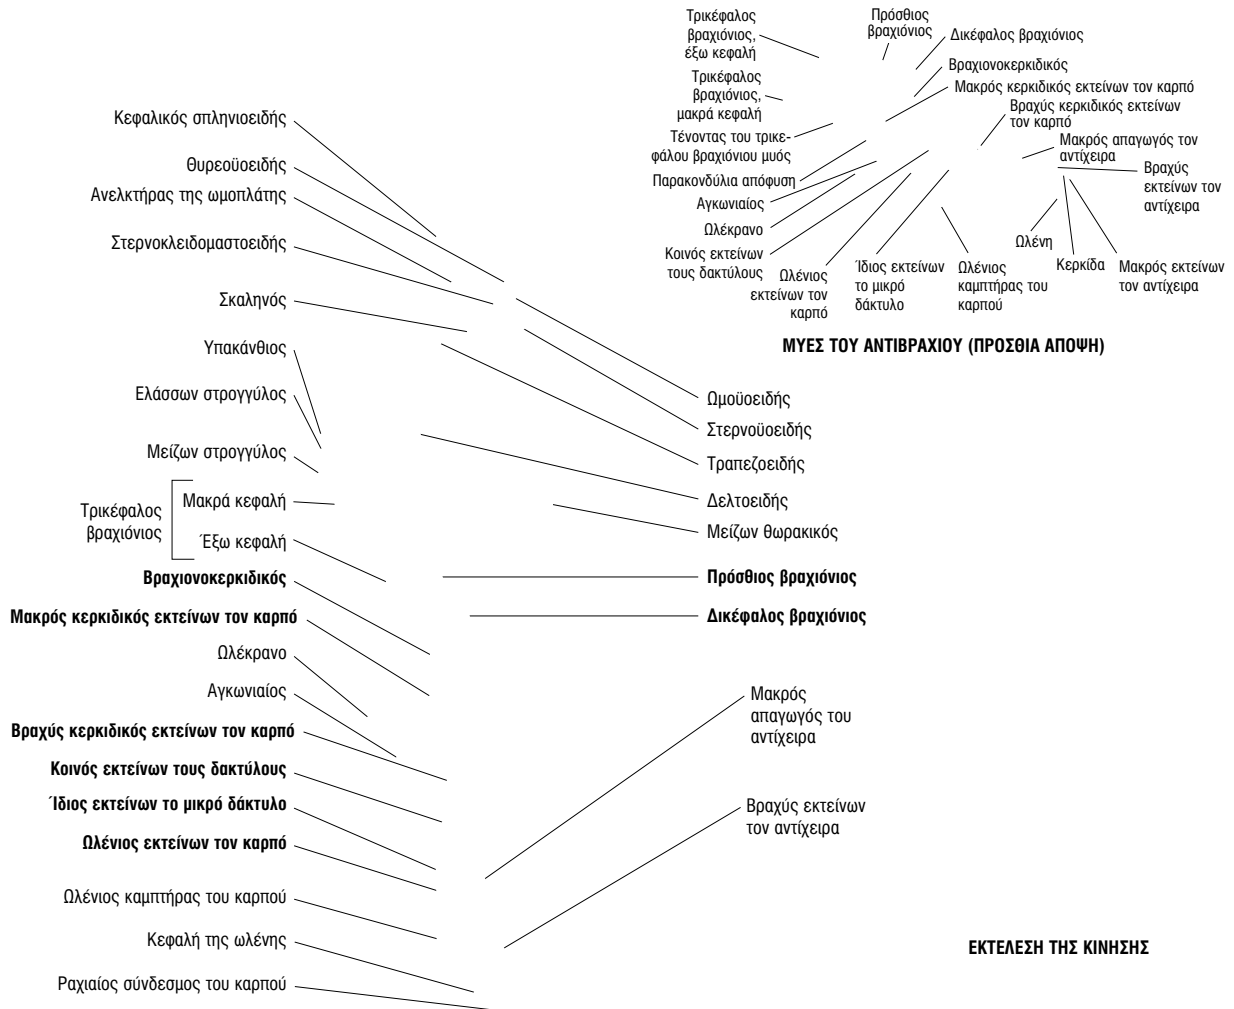 Τρικέφαλος
βραχιόνιος,
έξω κεφαλή
Πρόσθιος
βραχιόνιος
Δικέφαλος βραχιόνιος
Βραχιονοκερκιδικός
Τρικέφαλος
βραχιόνιος,
μακρά κεφαλή
Μακρός κερκιδικός εκτείνων τον καρπό
Βραχύς κερκιδικός εκτείνων
τον καρπό
Τένοντας του τρικε-
φάλου βραχιόνιου μυός
Μακρός απαγωγός τον
αντίχειρα
Παρακονδύλια απόφυση
Βραχύς
εκτείνων τον
αντίχειρα
Αγκωνιαίος
Ωλέκρανο
Κοινός εκτείνων
τους δακτύλους
Ωλένιος
εκτείνων τον
καρπό
Ίδιος εκτείνων
το μικρό
δάκτυλο
Ωλένιος
καμπτήρας του
καρπού
Ωλένη
Κερκίδα
Μακρός εκτείνων
τον αντίχειρα
ΜΥΕΣ ΤΟΥ ΑΝΤΙΒΡΑΧΙΟΥ (ΠΡΟΣΘΙΑ ΑΠΟΨΗ)
Κεφαλικός σπληνιοειδής
Θυρεοϋοειδής
Ανελκτήρας της ωμοπλάτης
Στερνοκλειδομαστοειδής
Σκαληνός
Υπακάνθιος
Ελάσσων στρογγύλος
Μείζων στρογγύλος
Τρικέφαλος
βραχιόνιος
Μακρά κεφαλή
Έξω κεφαλή
Βραχιονοκερκιδικός
Μακρός κερκιδικός εκτείνων τον καρπό
Ωλέκρανο
Αγκωνιαίος
Βραχύς κερκιδικός εκτείνων τον καρπό
Κοινός εκτείνων τους δακτύλους
Ίδιος εκτείνων το μικρό δάκτυλο
Ωλένιος εκτείνων τον καρπό
Ωλένιος καμπτήρας του καρπού
Κεφαλή της ωλένης
Ραχιαίος σύνδεσμος του καρπού
Ωμοϋοειδής
Στερνοϋοειδής
Τραπεζοειδής
Δελτοειδής
Μείζων θωρακικός
Πρόσθιος βραχιόνιος
Δικέφαλος βραχιόνιος
Μακρός
απαγωγός του
αντίχειρα
Βραχύς εκτείνων
τον αντίχειρα
ΕΚΤΕΛΕΣΗ ΤΗΣ ΚΙΝΗΣΗΣ